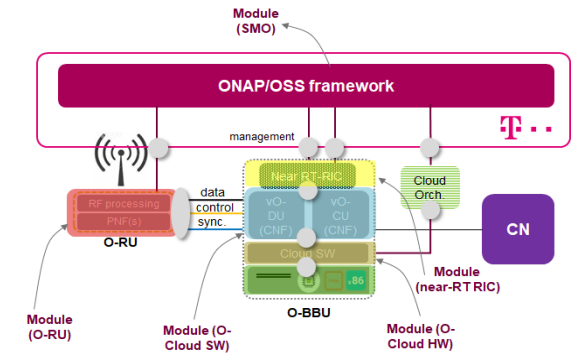 Module
(SMO)
ONAP/OSS framework
T
management
Near RT-RIC
Cloud
Orch.
data
control
sync.
RF processing
PNF(s)
O-RU
vO-
DU
(CNF)
vO-
CU
(CNF)
CN
Cloud SW
.86
O-BBU
Module
(near-RT RIC)
Module
(O-RU)
Module (O-
Cloud SW)
Module (O-
Cloud HW)